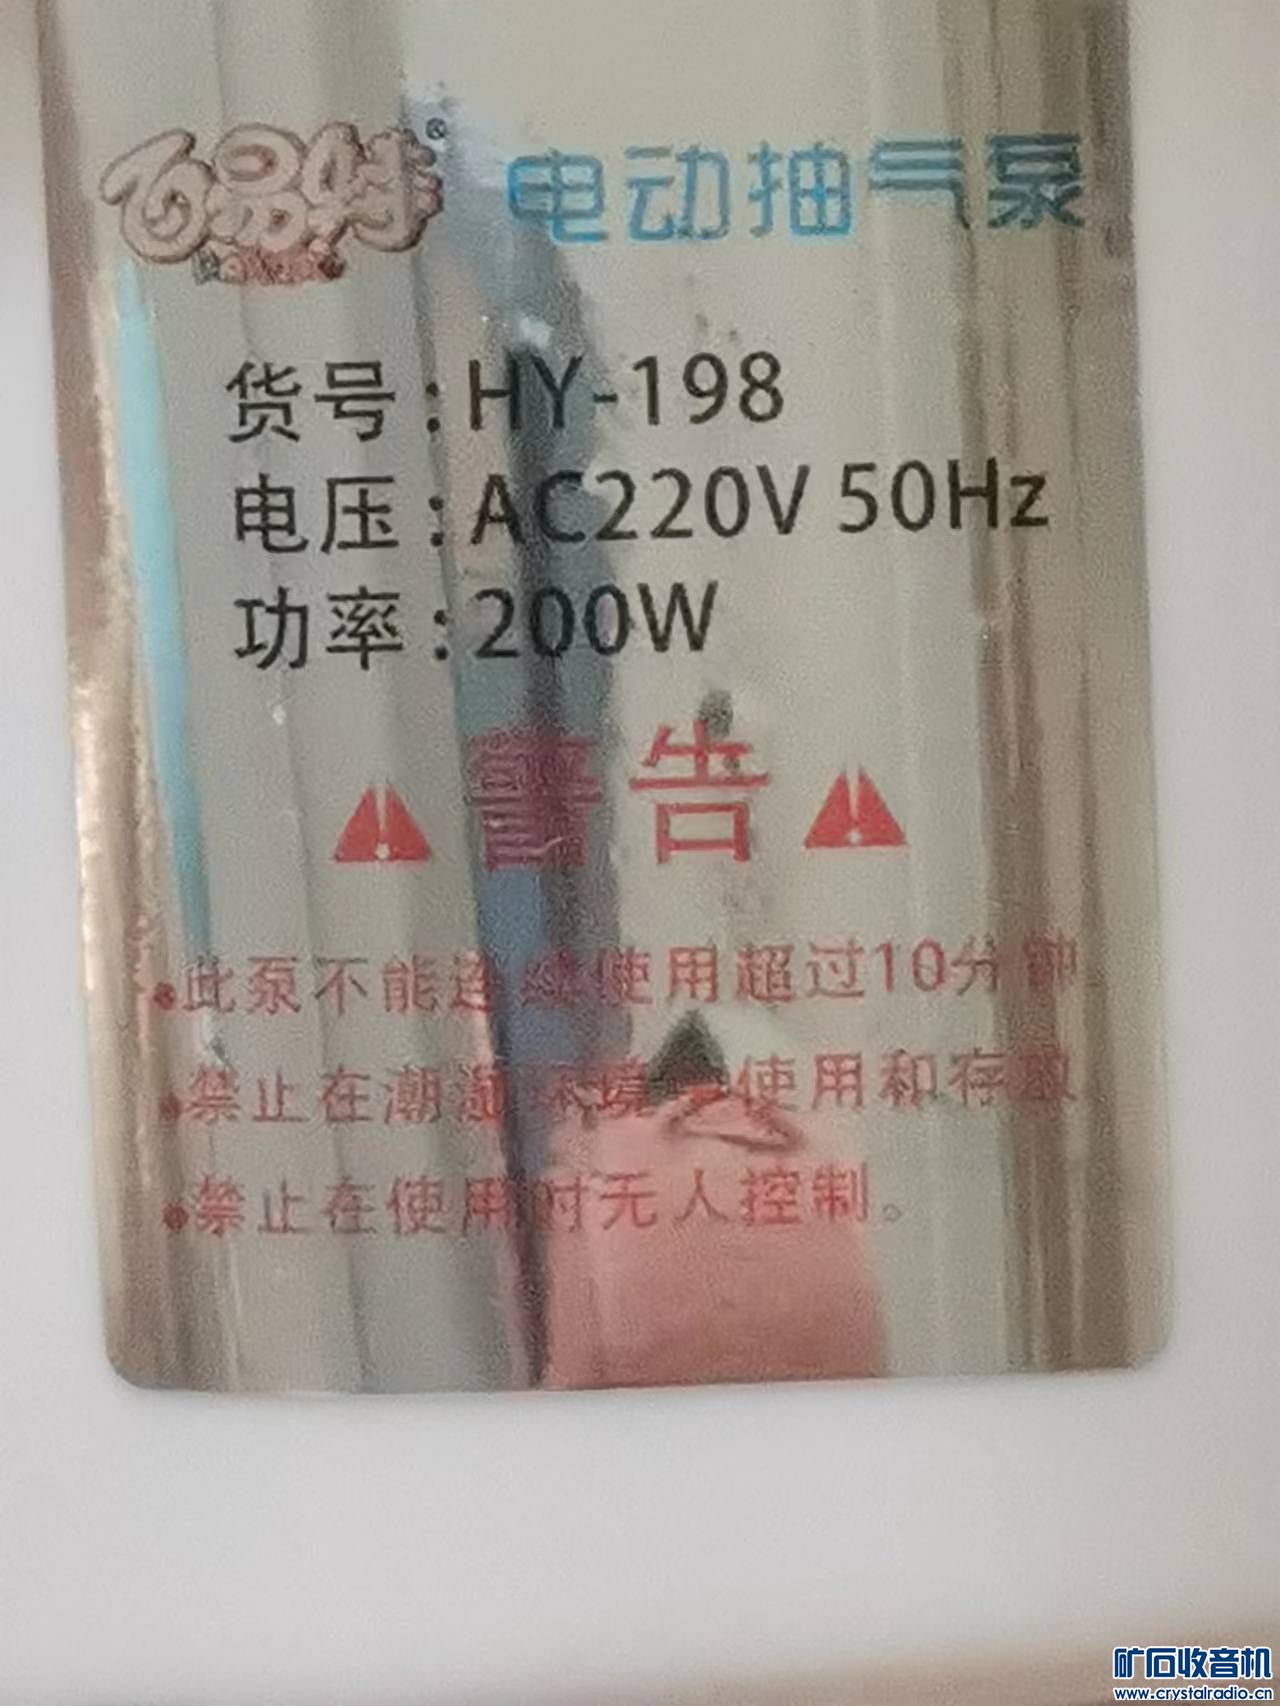 百易特® 电动抽气泵
货号:HY-198
电压:AC220V 50Hz
功率:200W
警告
•此泵不能连续使用超过10分钟
•禁止在潮湿环境中使用和存放
•禁止在使用时无人控制。
矿石收音机
www.crystalradio.cn